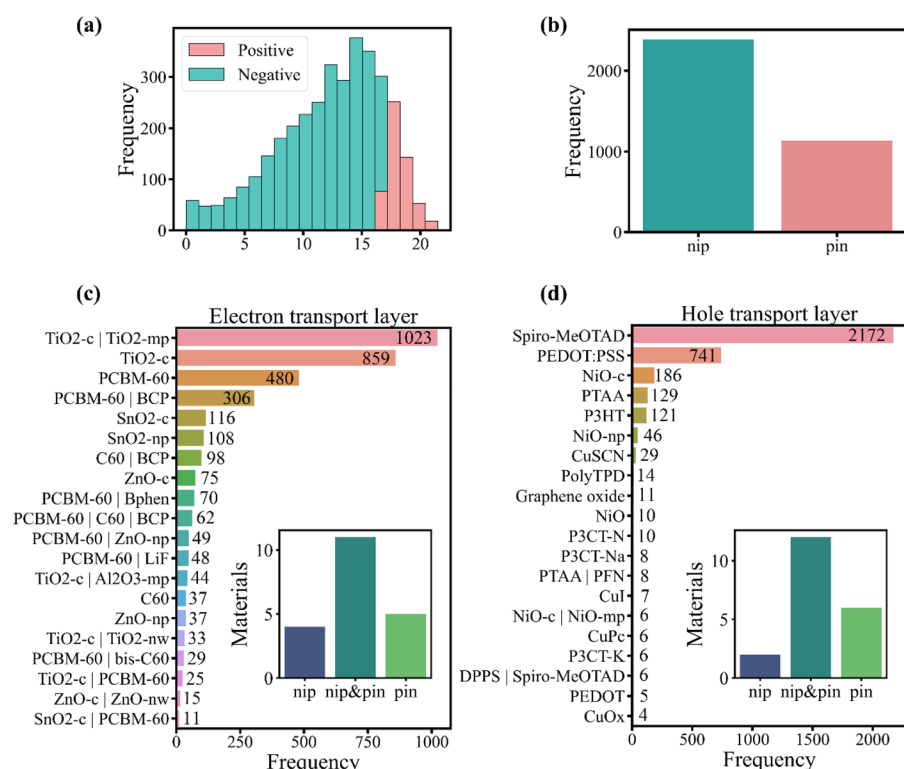 (a)
Positive
Negative
Frequency
300
200
100
0
0 5 10 15 20
(b)
Frequency
2000
1000
0
nip pin
(c)
Electron transport layer
TiO2-c | TiO2-mp 1023
TiO2-c 859
PCBM-60 480
PCBM-60 | BCP 306
SnO2-c 116
SnO2-np 108
C60 | BCP 98
ZnO-c 75
PCBM-60 | Bphen 70
PCBM-60 | C60 | BCP 62
PCBM-60 | ZnO-np 49
PCBM-60 | LiF 48
TiO2-c | Al2O3-mp 44
C60 37
ZnO-np 37
TiO2-c | TiO2-nw 33
PCBM-60 | bis-C60 29
TiO2-c | PCBM-60 25
ZnO-c | ZnO-nw 15
SnO2-c | PCBM-60 11
0 250 500 750 1000
Frequency
Materials
10
5
0
nip nip&pin pin
(d)
Hole transport layer
Spiro-MeOTAD 2172
PEDOT:PSS 741
NiO-c 186
PTAA 129
P3HT 121
NiO-np 46
CuSCN 29
PolyTPD 14
Graphene oxide 11
NiO 10
P3CT-N 10
P3CT-Na 8
PTAA | PFN 8
CuI 7
NiO-c | NiO-mp 6
CuPc 6
P3CT-K 6
DPPS | Spiro-MeOTAD 6
PEDOT 5
CuOx 4
0 500 1000 1500 2000
Frequency
Materials
10
5
0
nip nip&pin pin